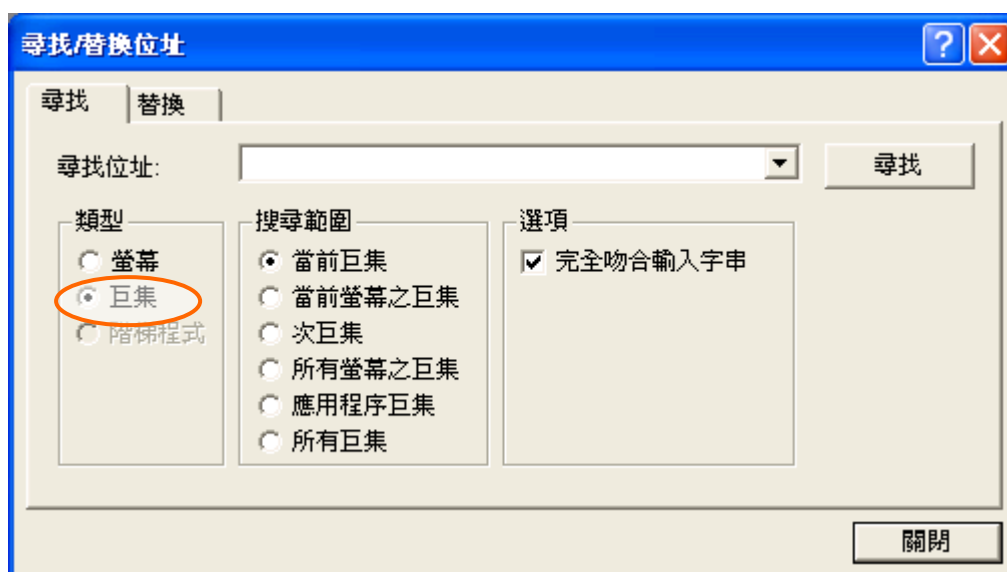 尋找/替換位址
尋找
替換
尋找位址:
尋找
類型
螢幕
巨集
階梯程式
搜尋範圍
當前巨集
當前螢幕之巨集
次巨集
所有螢幕之巨集
應用程序巨集
所有巨集
選項
完全吻合輸入字串
關閉